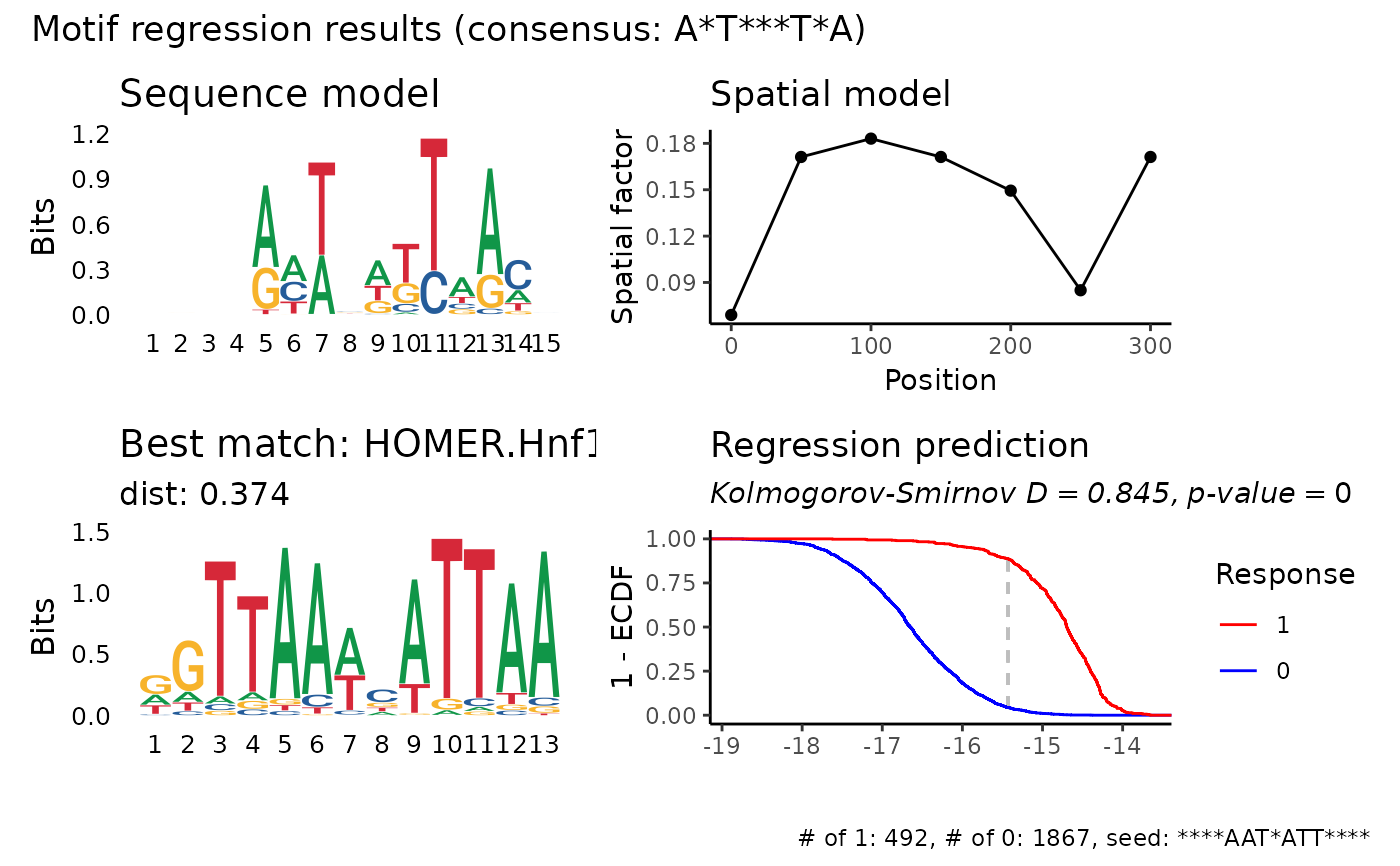 Motif regression results (consensus: A*T***T*A)
Sequence model
1.2
0.9
0.6
0.3
0.0
Bits
1 2 3 4 5 6 7 8 9 10 11 12 13 14 15
Spatial model
0.18
0.15
0.12
0.09
Spatial factor
0 100 200 300
Position
Best match: HOMER.Hnf1
dist: 0.374
1.5
1.0
0.5
0.0
Bits
1 2 3 4 5 6 7 8 9 10 11 12 13
Regression prediction
Kolmogorov-Smirnov D = 0.845, p-value = 0
1.00
0.75
0.50
0.25
0.00
1 - ECDF
-19 -18 -17 -16 -15 -14
Response
1
0
# of 1: 492, # of 0: 1867, seed: ****AAT*ATT****